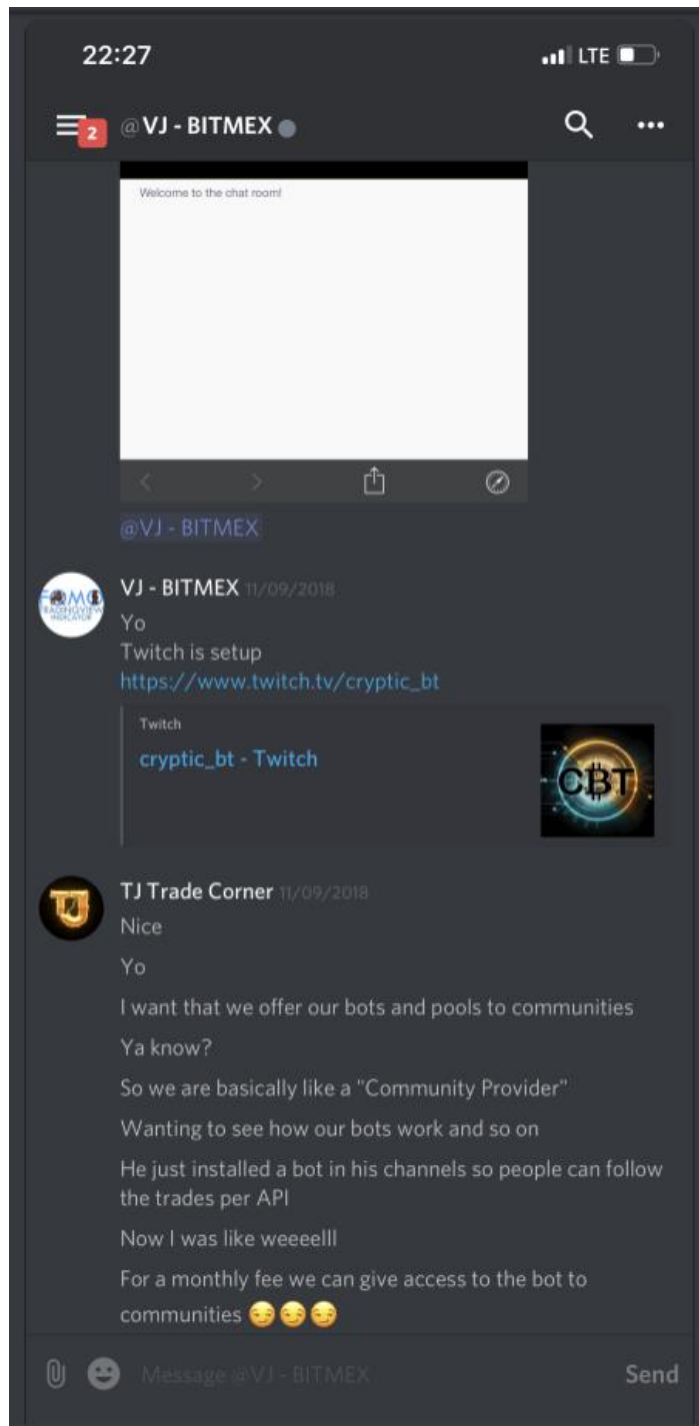 22:27
LTE
2
@VJ - BITMEX
Welcome to the chat room!
@VJ - BITMEX
FOMO
TRADINGVIEW
INDICATOR
VJ - BITMEX 11/09/2018
Yo
Twitch is setup
https://www.twitch.tv/cryptic_bt
Twitch
cryptic_bt - Twitch
CBT
TJ
TJ Trade Corner 11/09/2018
Nice
Yo
I want that we offer our bots and pools to communities
Ya know?
So we are basically like a "Community Provider"
Wanting to see how our bots work and so on
He just installed a bot in his channels so people can follow
the trades per API
Now I was like weeeelll
For a monthly fee we can give access to the bot to
communities 😏😏😏
Message @VJ - BITMEX
Send